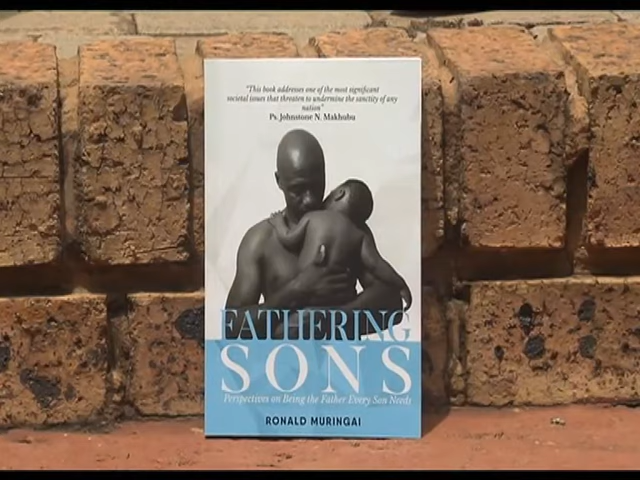 "This book addresses one of the most significant
societal issues that threaten to undermine the sanctity of any
nation"
Ps. Johnstone N. Makhubu
FATHERING
SONS
Perspectives on Being the Father Every Son Needs
RONALD MURINGAI